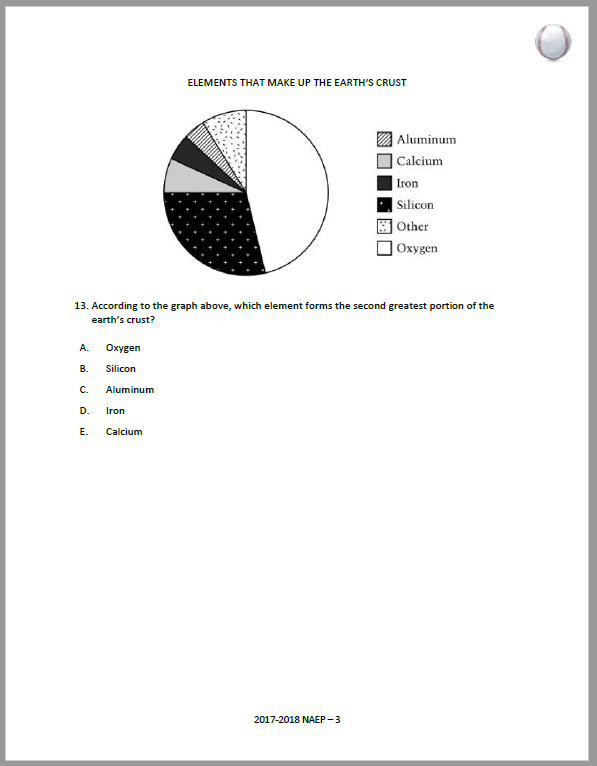 ELEMENTS THAT MAKE UP THE EARTH'S CRUST
Aluminum
Calcium
Iron
Silicon
Other
Oxygen
13. According to the graph above, which element forms the second greatest portion of the
earth's crust?
A. Oxygen
B. Silicon
C. Aluminum
D. Iron
E. Calcium
2017-2018 NAEP – 3